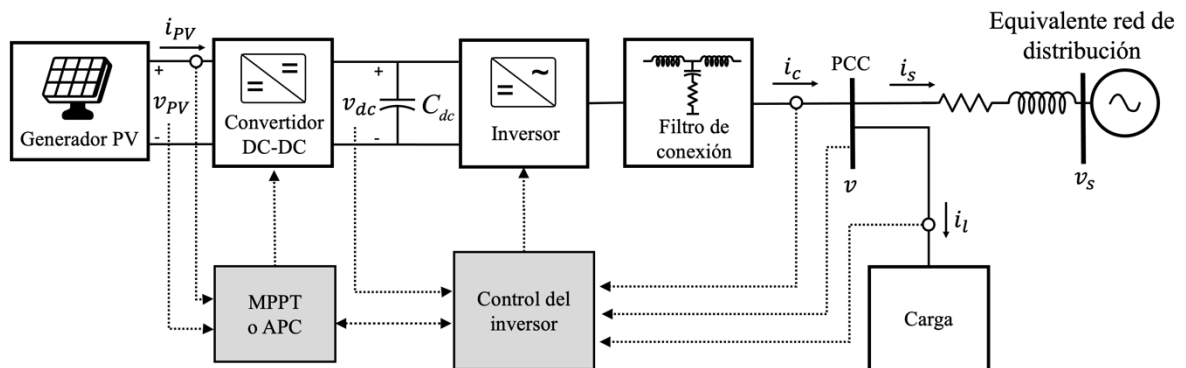 Equivalente red de
distribución
i_PV
PCC
i_c
i_s
+
v_PV
-
Generador PV
Convertidor
DC-DC
+
v_dc
-
C_dc
Inversor
Filtro de
conexión
v
v_s
i_l
MPPT
o APC
Control del
inversor
Carga